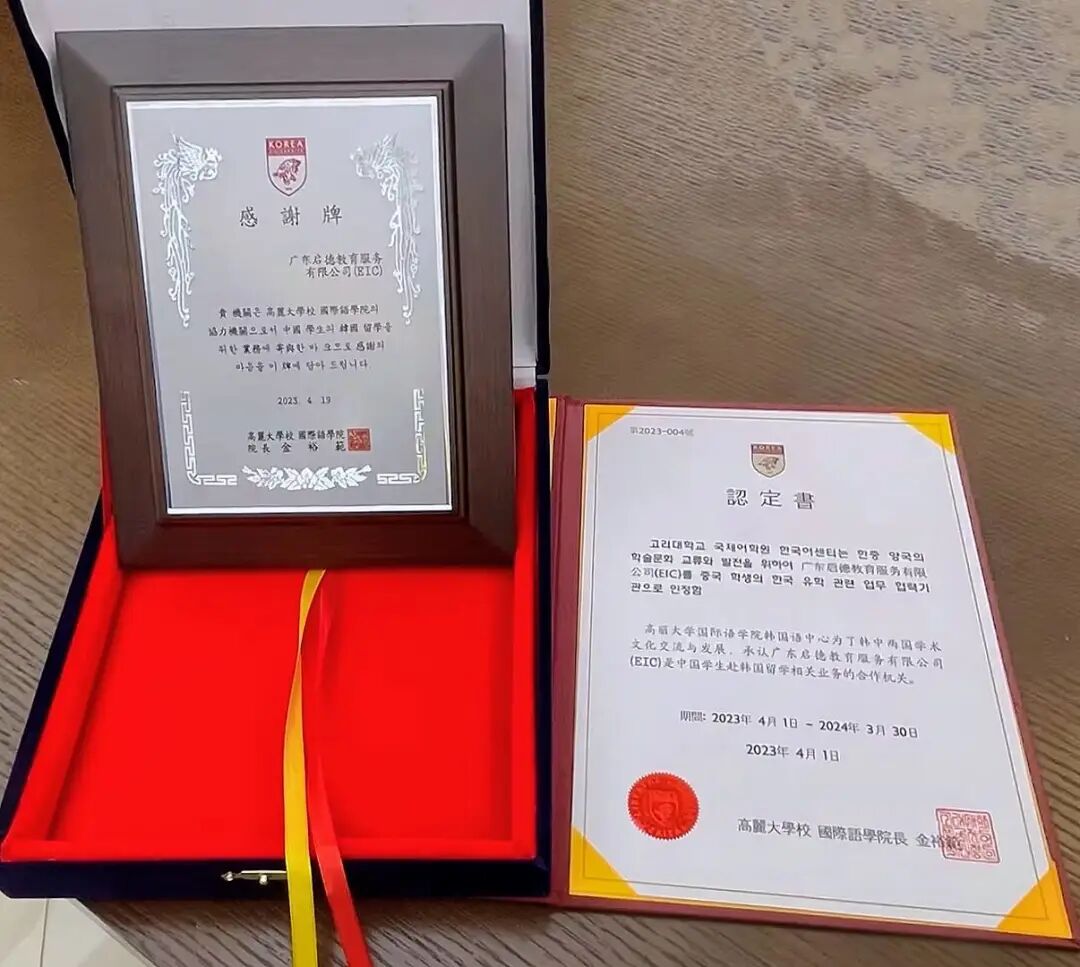 KOREA
感謝牌
广东启德教育服务
有限公司(EIC)
貴 機關은 高麗大學校 國際語學院의
協力機關으로서 中國 學生의 韓國 留學을
위한 業務에 寄與한 바 크므로 感謝의
마음을 이 牌에 담아 드립니다.
2023. 4. 19
高麗大學校 國際語學院
院長 金裕範
第2023-004號
KOREA
認定書
고려대학교 국제어학원 한국어센터는 한중 양국의
학술문화 교류와 발전을 위하여 广东启德教育服务有限
公司(EIC)를 중국 학생의 한국 유학 관련 업무 협력기
관으로 인정함
高丽大学国际语学院韩国语中心为了韩中两国学术
文化交流与发展，承认广东启德教育服务有限公司
(EIC)是中国学生赴韩国留学相关业务的合作机关。
期間: 2023年 4月 1日 - 2024年 3月 30日
2023年 4月 1日
高麗大學校 國際語學院長 金裕範